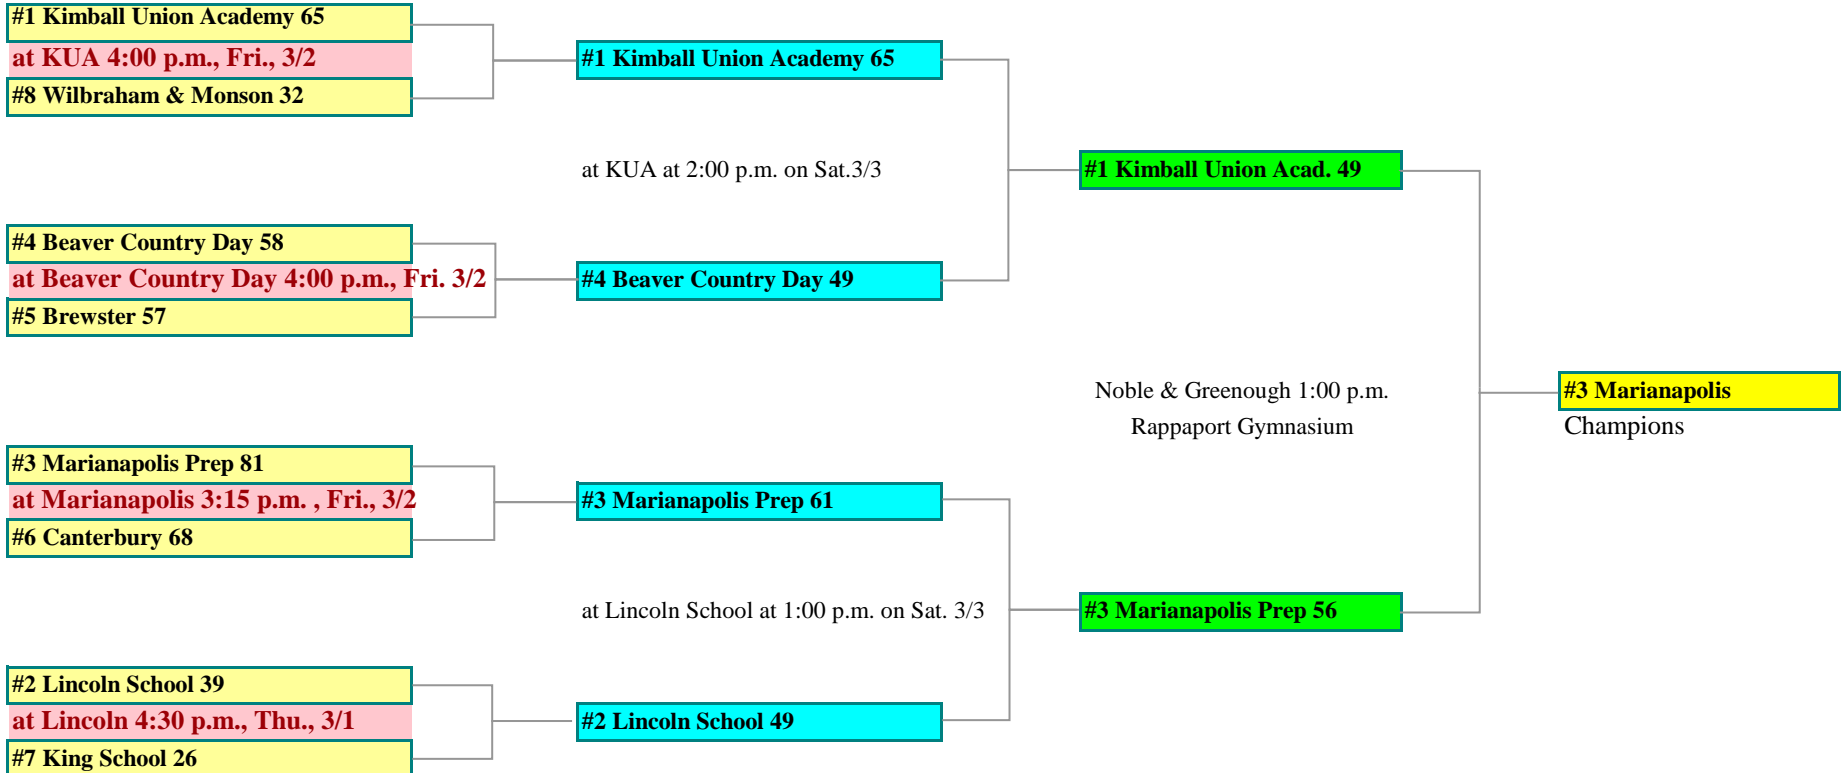 #1 Kimball Union Academy 65
at KUA 4:00 p.m., Fri., 3/2
#8 Wilbraham & Monson 32
#4 Beaver Country Day 58
at Beaver Country Day 4:00 p.m., Fri. 3/2
#5 Brewster 57
#3 Marianapolis Prep 81
at Marianapolis 3:15 p.m. , Fri., 3/2
#6 Canterbury 68
#2 Lincoln School 39
at Lincoln 4:30 p.m., Thu., 3/1
#7 King School 26
#1 Kimball Union Academy 65
at KUA at 2:00 p.m. on Sat.3/3
#4 Beaver Country Day 49
#3 Marianapolis Prep 61
at Lincoln School at 1:00 p.m. on Sat. 3/3
#2 Lincoln School 49
#1 Kimball Union Acad. 49
Noble & Greenough 1:00 p.m.
Rappaport Gymnasium
#3 Marianapolis Prep 56
#3 Marianapolis
Champions